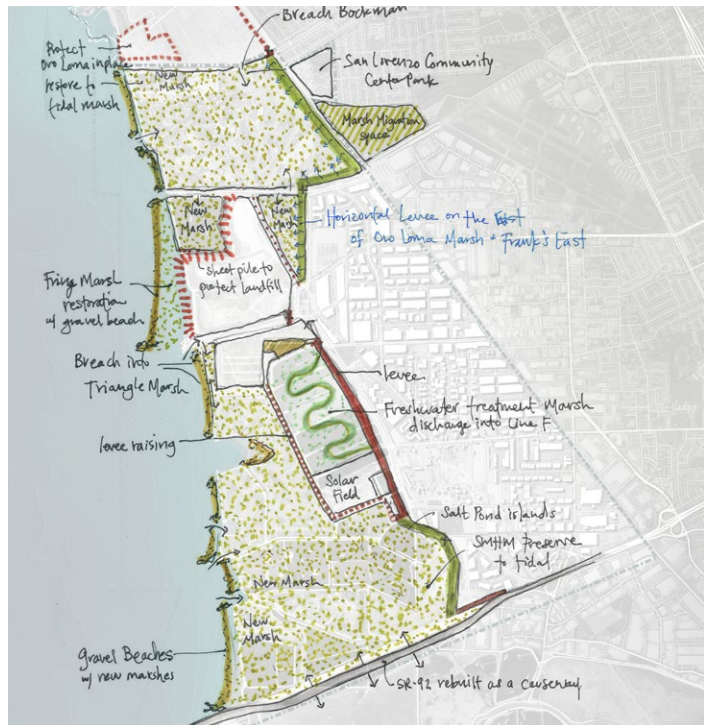 Breach Bockman
Protect
Oro Loma in place
restore to
tidal marsh
New
Marsh
San Lorenzo Community
Center Park
Marsh Migration
space
New
Marsh
New
Marsh
Horizontal Levee on the East
of Oro Loma Marsh + Frank's East
sheet pile to
protect landfill
Fringe Marsh
restoration
w/ gravel beach
Breach into
Triangle Marsh
levee
Freshwater treatment Marsh
discharge into Line F
levee raising
Solar
Field
Salt Pond islands
SMHM Preserve
to tidal
New Marsh
New
Marsh
Gravel Beaches
w/ new marshes
SR-92 rebuilt as a causeway